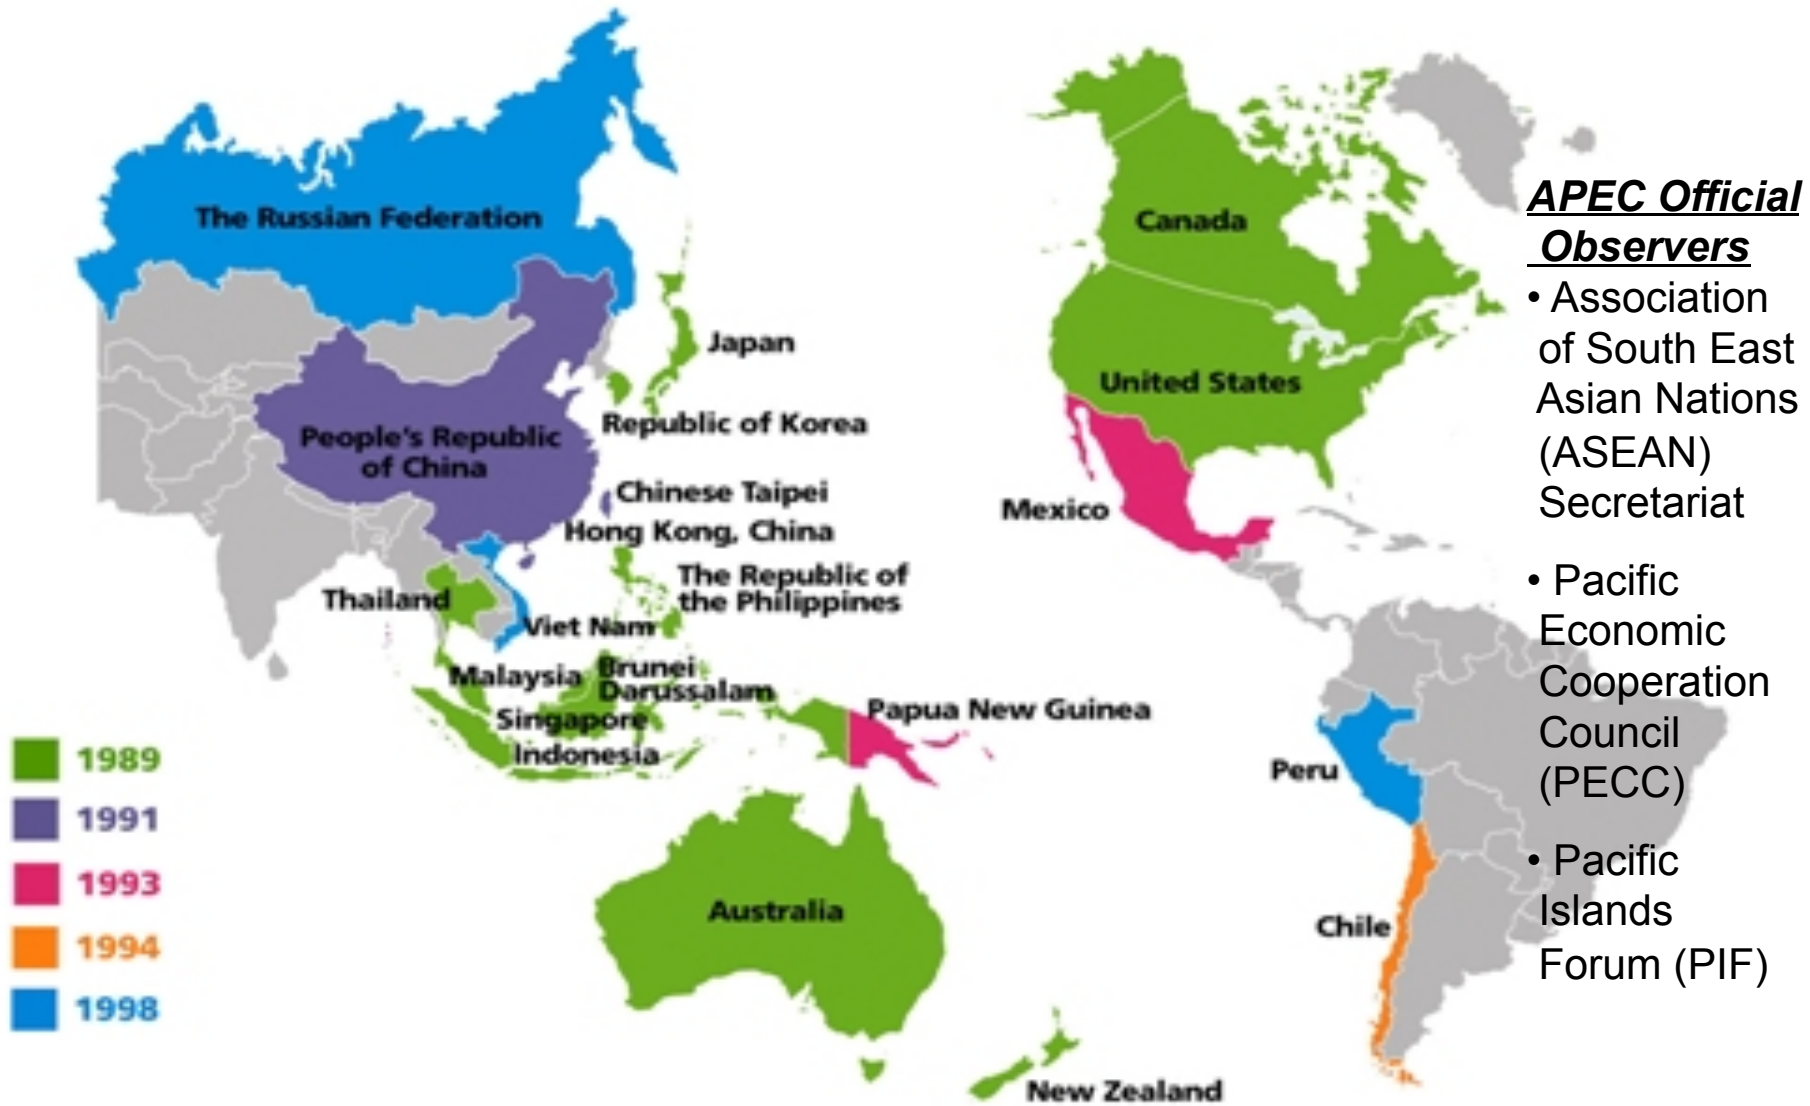 The Russian Federation
Japan
Republic of Korea
People's Republic
of China
Chinese Taipei
Hong Kong, China
The Republic of
the Philippines
Thailand
Viet Nam
Malaysia
Brunei
Darussalam
Singapore
Indonesia
Papua New Guinea
Australia
New Zealand
Canada
United States
Mexico
Peru
Chile
1989
1991
1993
1994
1998
APEC Official
Observers
• Association
of South East
Asian Nations
(ASEAN)
Secretariat
• Pacific
Economic
Cooperation
Council
(PECC)
• Pacific
Islands
Forum (PIF)